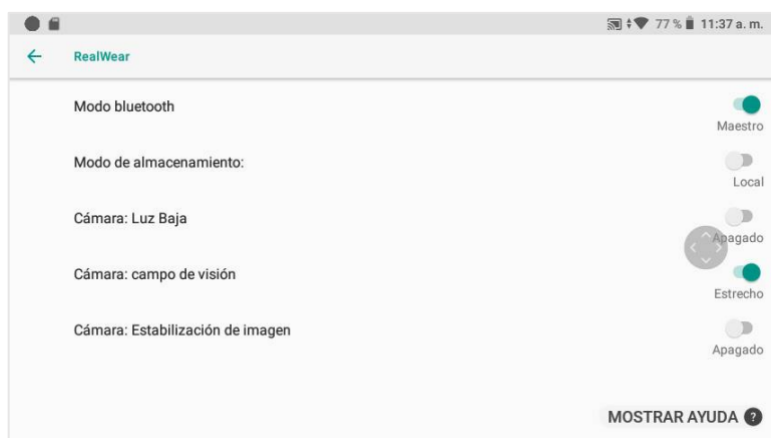 77 % 11:37 a. m.
RealWear
Modo bluetooth
Maestro
Modo de almacenamiento:
Local
Cámara: Luz Baja
Apagado
Cámara: campo de visión
Estrecho
Cámara: Estabilización de imagen
Apagado
MOSTRAR AYUDA ?